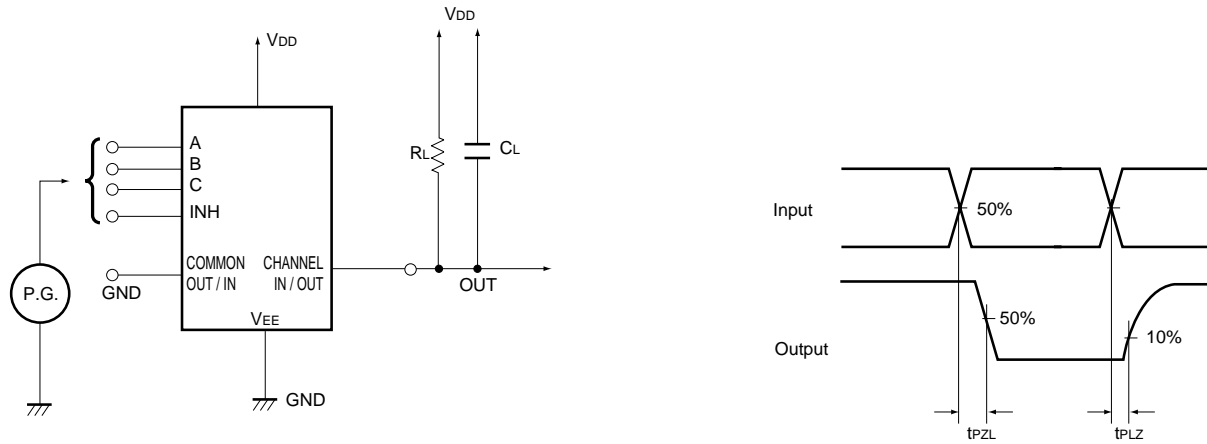 VDD
VDD
A
B
C
INH
RL
CL
COMMON
OUT / IN
CHANNEL
IN / OUT
P.G.
GND
OUT
VEE
GND
Input
50%
Output
50%
10%
tPZL
tPLZ